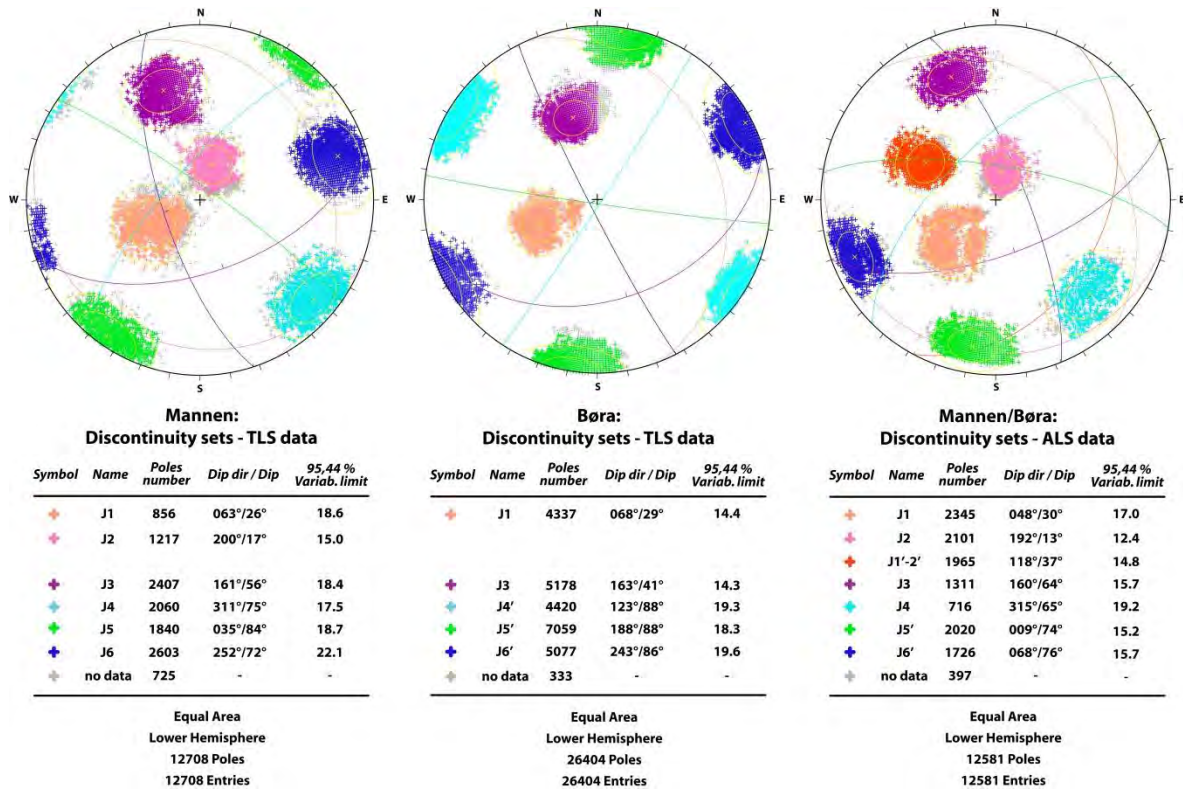 N
W
E
S
N
W
E
S
N
W
E
S
Mannen:
Discontinuity sets - TLS data
Symbol Name Poles number Dip dir / Dip 95,44 % Variab. limit
J1 856 063°/26° 18.6
J2 1217 200°/17° 15.0
J3 2407 161°/56° 18.4
J4 2060 311°/75° 17.5
J5 1840 035°/84° 18.7
J6 2603 252°/72° 22.1
no data 725 - -
Equal Area
Lower Hemisphere
12708 Poles
12708 Entries
Børa:
Discontinuity sets - TLS data
Symbol Name Poles number Dip dir / Dip 95,44 % Variab. limit
J1 4337 068°/29° 14.4
J3 5178 163°/41° 14.3
J4' 4420 123°/88° 19.3
J5' 7059 188°/88° 18.3
J6' 5077 243°/86° 19.6
no data 333 - -
Equal Area
Lower Hemisphere
26404 Poles
26404 Entries
Mannen/Børa:
Discontinuity sets - ALS data
Symbol Name Poles number Dip dir / Dip 95,44 % Variab. limit
J1 2345 048°/30° 17.0
J2 2101 192°/13° 12.4
J1'-2' 1965 118°/37° 14.8
J3 1311 160°/64° 15.7
J4 716 315°/65° 19.2
J5' 2020 009°/74° 15.2
J6' 1726 068°/76° 15.7
no data 397 - -
Equal Area
Lower Hemisphere
12581 Poles
12581 Entries